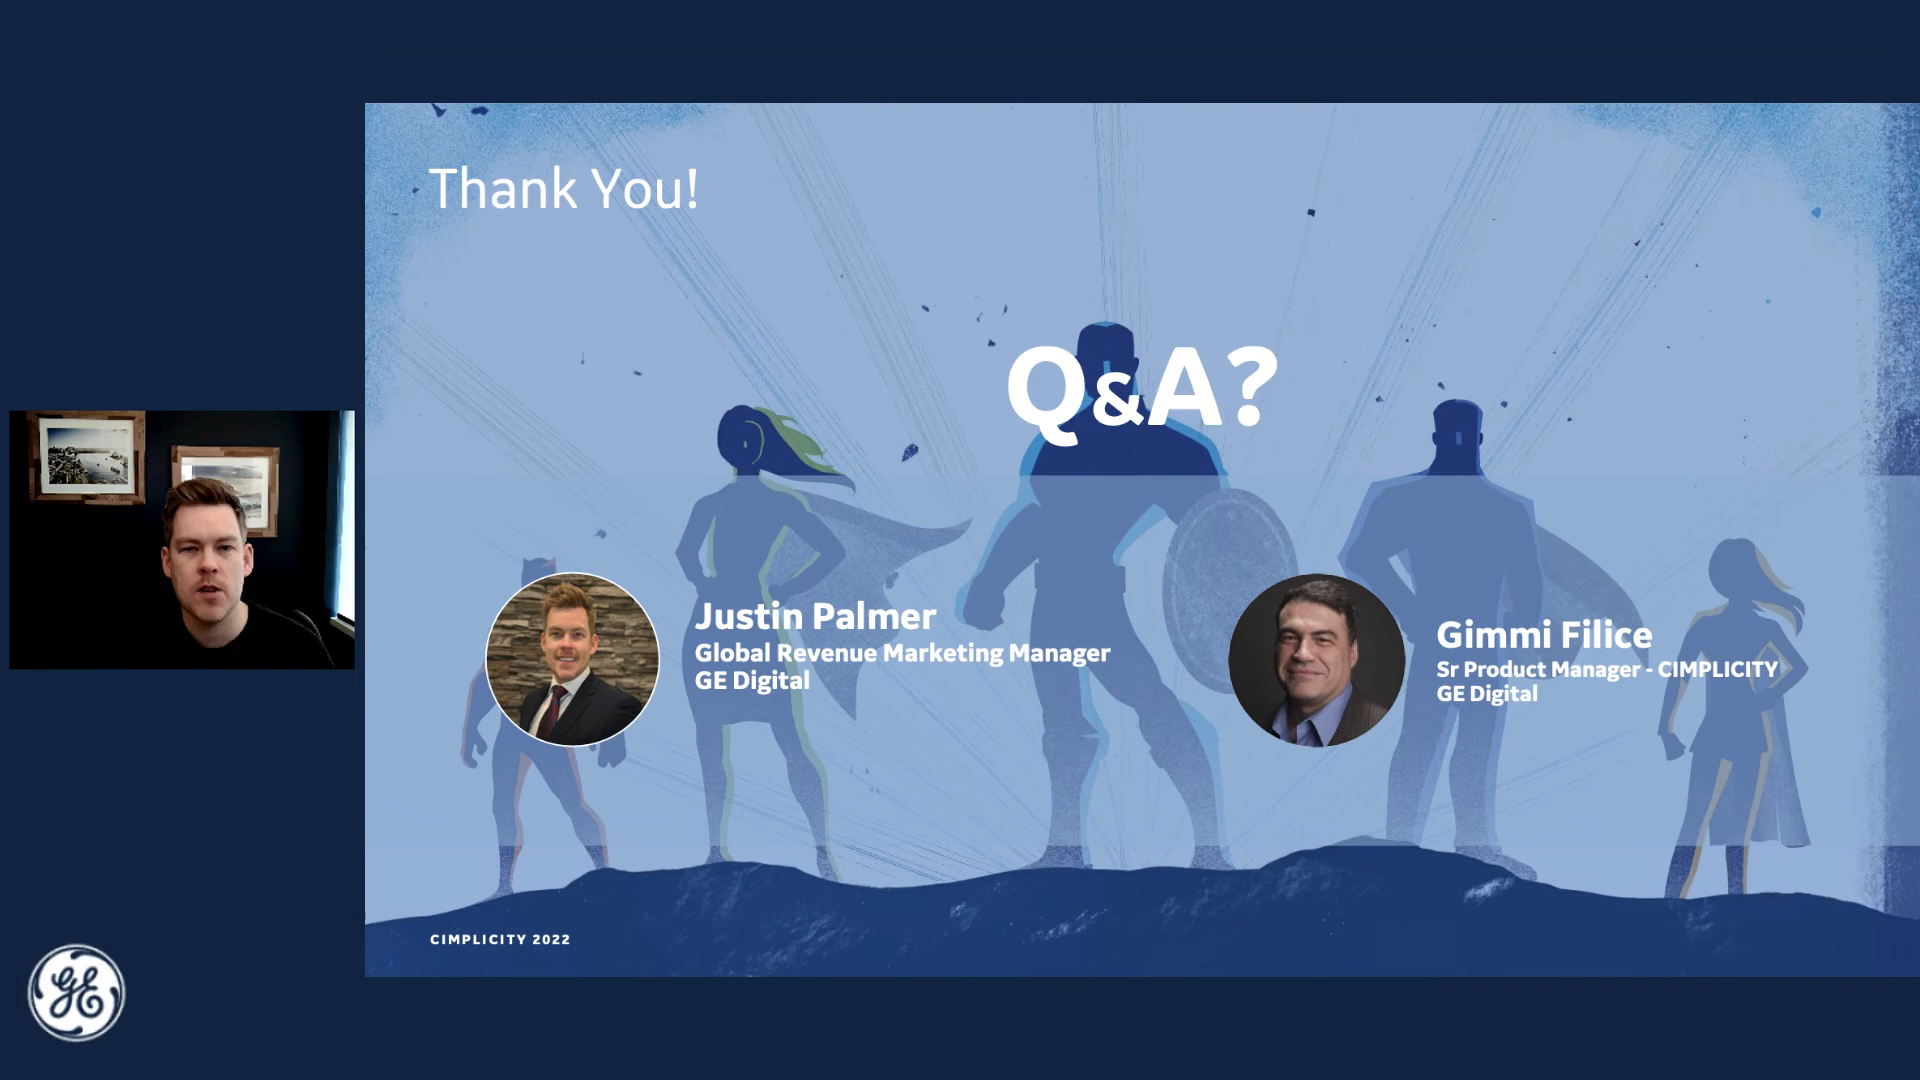 Thank You!
Q&A?
Justin Palmer
Global Revenue Marketing Manager
GE Digital
Gimmi Filice
Sr Product Manager - CIMPLICITY
GE Digital
CIMPLICITY 2022
GE